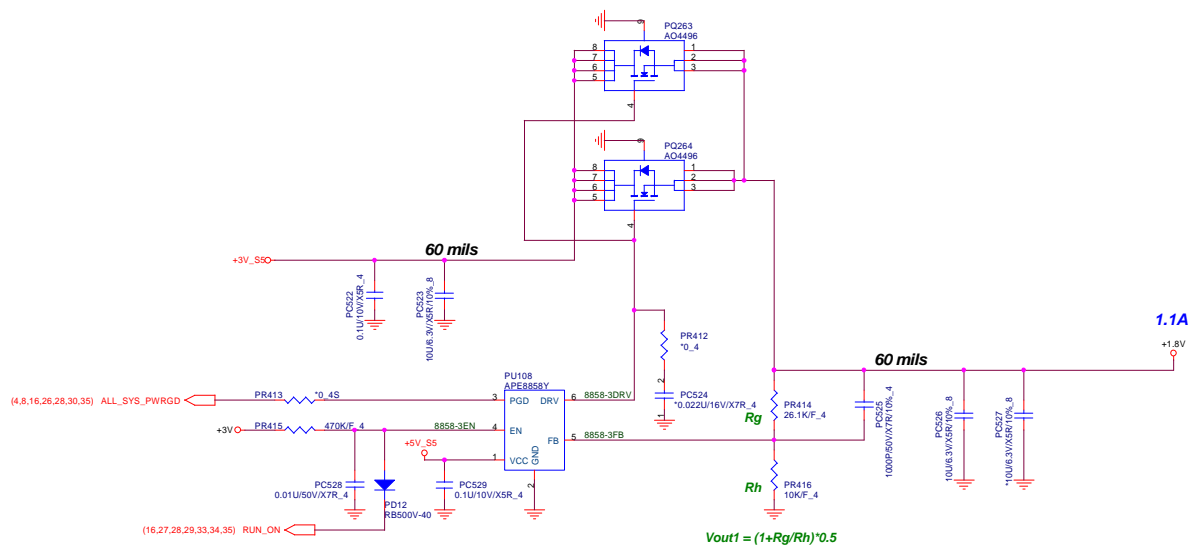 9
PQ263
AO4496
8
7
6
5
1
2
3
4
9
PQ264
AO4496
8
7
6
5
1
2
3
4
60 mils
+3V_S5
PC522
0.1U/10V/X5R_4
PC523
10U/6.3V/X5R/10%_8
1.1A
+1.8V
PR412
*0_4
60 mils
PU108
APE8858Y
2
PC524
*0.022U/16V/X7R_4
1
(4,8,16,26,28,30,35) ALL_SYS_PWRGD
PR413
*0_4S
3
PGD
DRV
6
8858-3DRV
Rg
PR414
26.1K/F_4
PC525
1000P/50V/X7R/10%_4
PC526
10U/6.3V/X5R/10%_8
PC527
*10U/6.3V/X5R/10%_8
+3V
PR415
470K/F_4
8858-3EN
4
EN
FB
5
8858-3FB
+5V_S5
1
VCC
GND
2
PC528
0.01U/50V/X7R_4
PD12
RB500V-40
PC529
0.1U/10V/X5R_4
Rh
PR416
10K/F_4
(16,27,28,29,33,34,35) RUN_ON
Vout1 = (1+Rg/Rh)*0.5